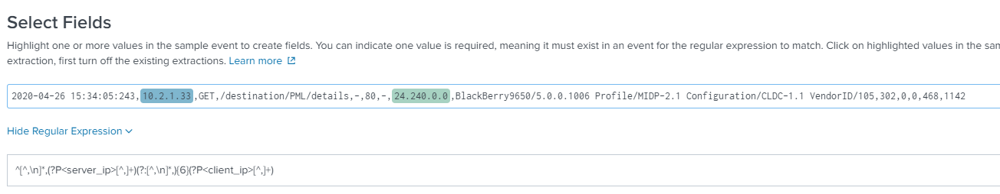 Select Fields
Highlight one or more values in the sample event to create fields. You can indicate one value is required, meaning it must exist in an event for the regular expression to match. Click on highlighted values in the sam
extraction, first turn off the existing extractions. Learn more
2020-04-26 15:34:05:243,10.2.1.33,GET,/destination/PML/details,-,80,-,24.240.0.0,BlackBerry9650/5.0.0.1006 Profile/MIDP-2.1 Configuration/CLDC-1.1 VendorID/105,302,0,0,468,1142
Hide Regular Expression
^[^,\n]*,(?P<server_ip>[^,]+)(?:[^,\n]*,){6}(?P<client_ip>[^,]+)